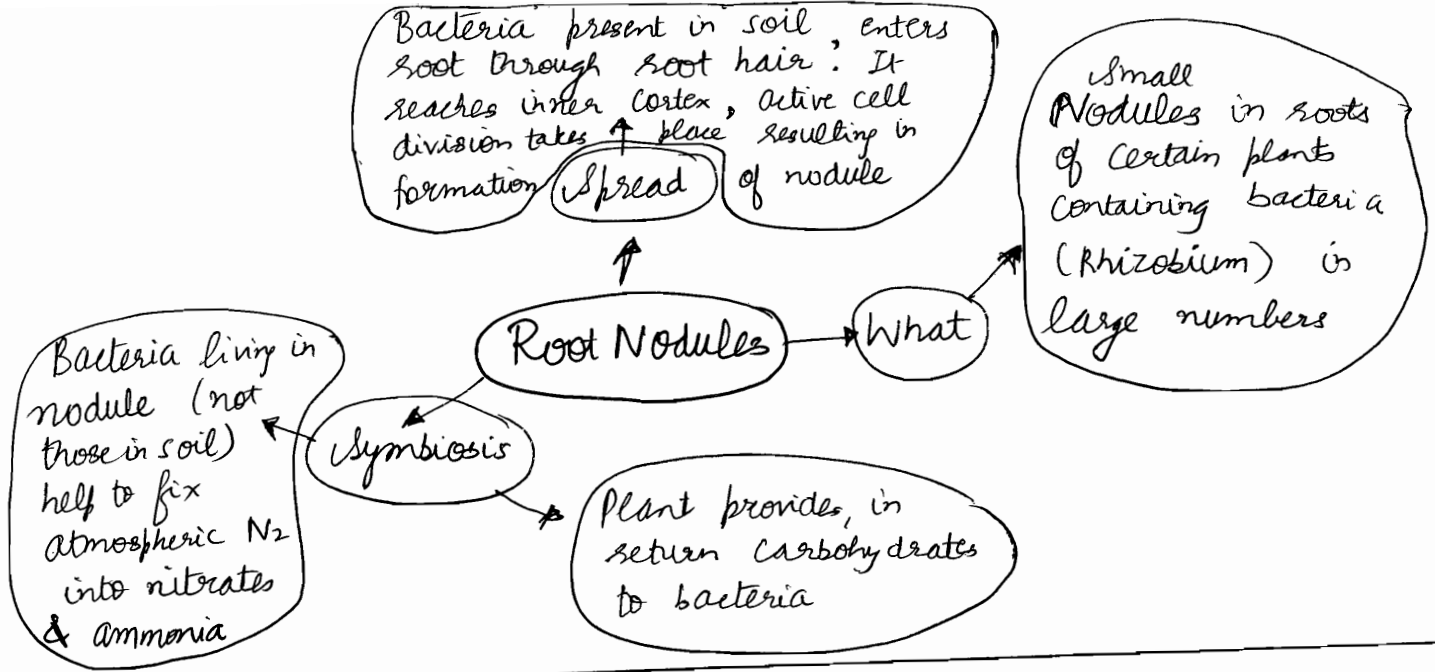 Bacteria present in soil, enters
root through root hair. It
reaches inner cortex, active cell
division takes place resulting in
formation of nodule
Spread
Small
Nodules in roots
of certain plants
containing bacteria
(Rhizobium) in
large numbers
Root Nodules
What
Bacteria living in
nodule (not
those in soil)
help to fix
atmospheric N₂
into nitrates
& ammonia
Symbiosis
Plant provides, in
return carbohydrates
to bacteria